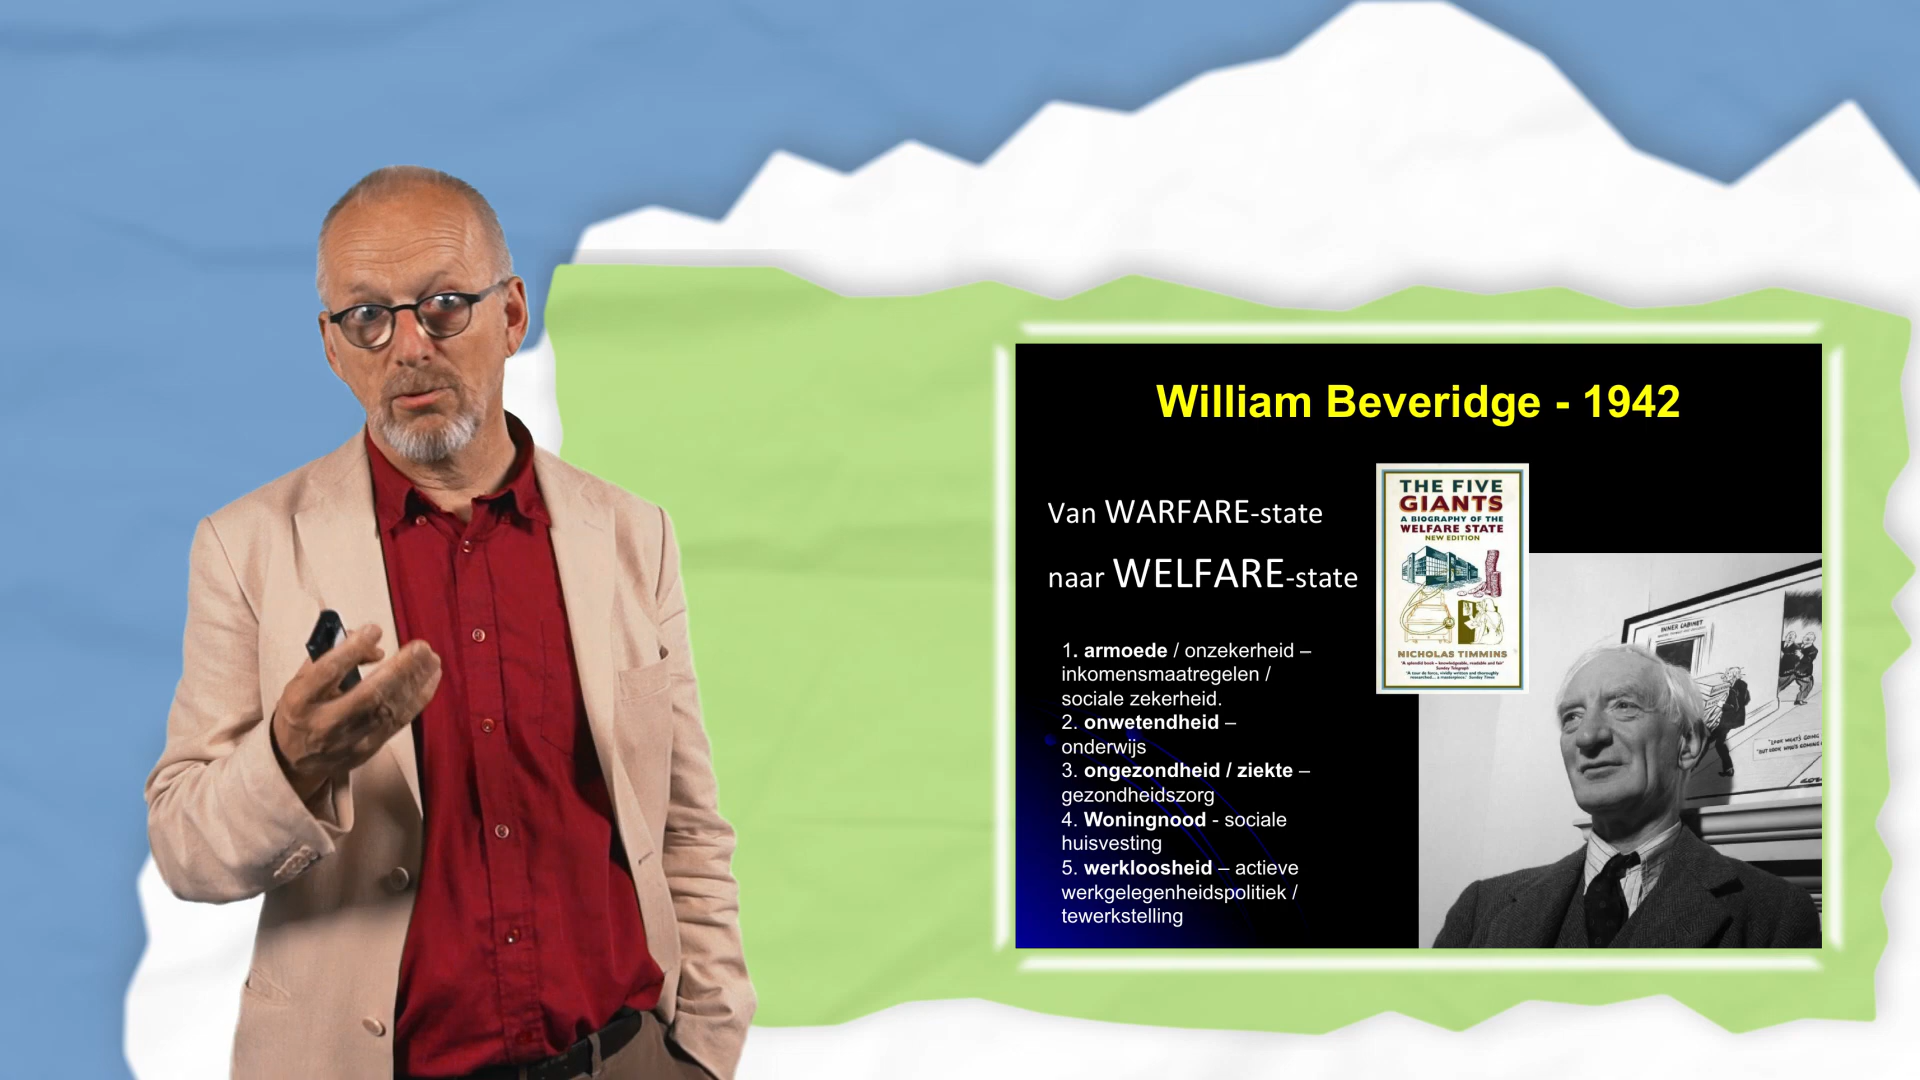 William Beveridge - 1942
Van WARFARE-state
naar WELFARE-state
1. armoede / onzekerheid –
inkomensmaatregelen /
sociale zekerheid.
2. onwetendheid –
onderwijs
3. ongezondheid / ziekte –
gezondheidszorg
4. Woningnood - sociale
huisvesting
5. werkloosheid – actieve
werkgelegenheidspolitiek /
tewerkstelling
THE FIVE
GIANTS
A BIOGRAPHY OF THE
WELFARE STATE
NEW EDITION
NICHOLAS TIMMINS
INNER CABINET